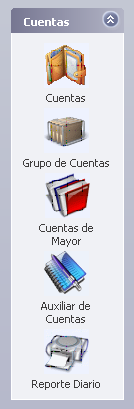 Cuentas
Cuentas
Grupo de Cuentas
Cuentas de
Mayor
Auxiliar de
Cuentas
Reporte Diario